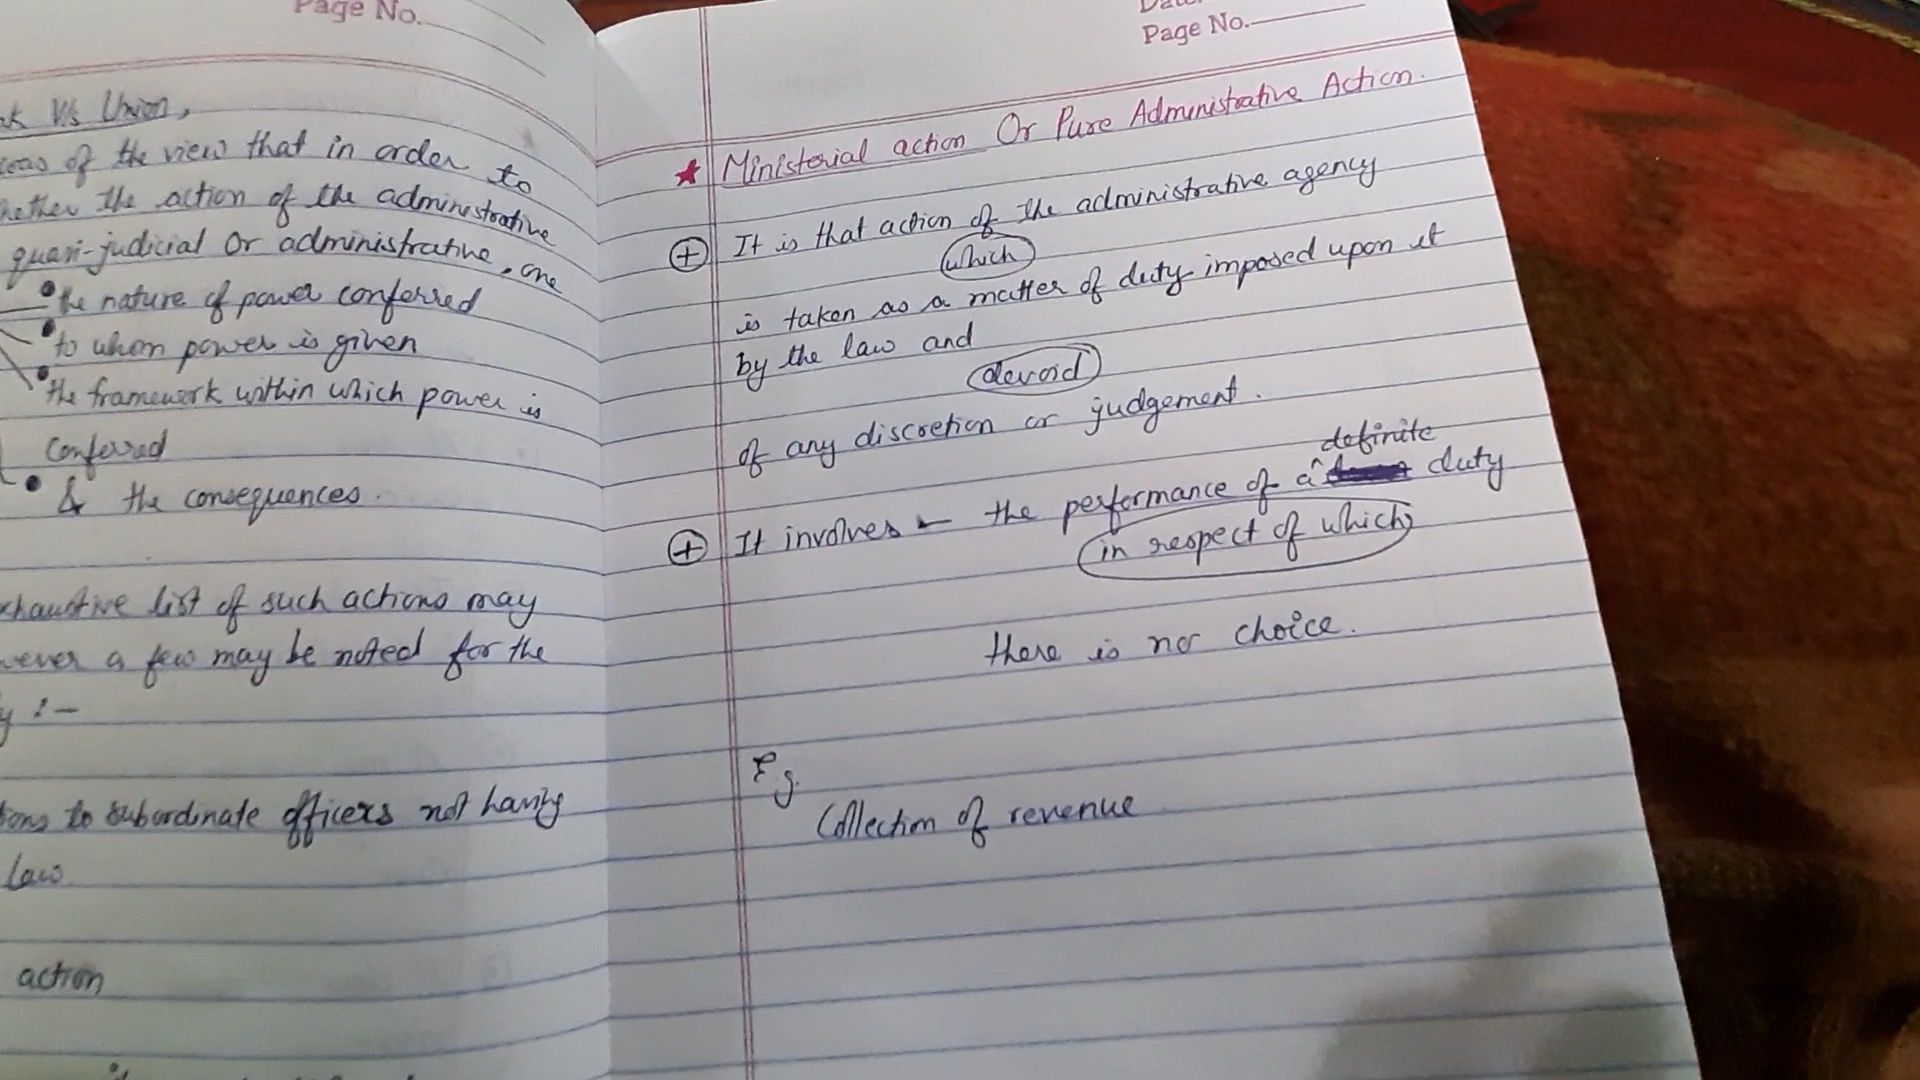 Page No.
Vs Union,
of the view that in order to
the action of the administrative
quasi-judicial Or administrative, one
the nature of power conferred
to whom power is given
the framework within which power is
Conferred
& the consequences.
list of such actions may
a few may be noted for the
:-
to subordinate officers not having
law
action
Page No.
★ Ministerial action Or Pure Administrative Action.
⊕ It is that action of the administrative agency
which
is taken as a matter of duty imposed upon it
by the law and
devoid
of any discretion or judgement.
definite
⊕ It involves the performance of a duty
in respect of which
there is no choice.
E.g.
Collection of revenue